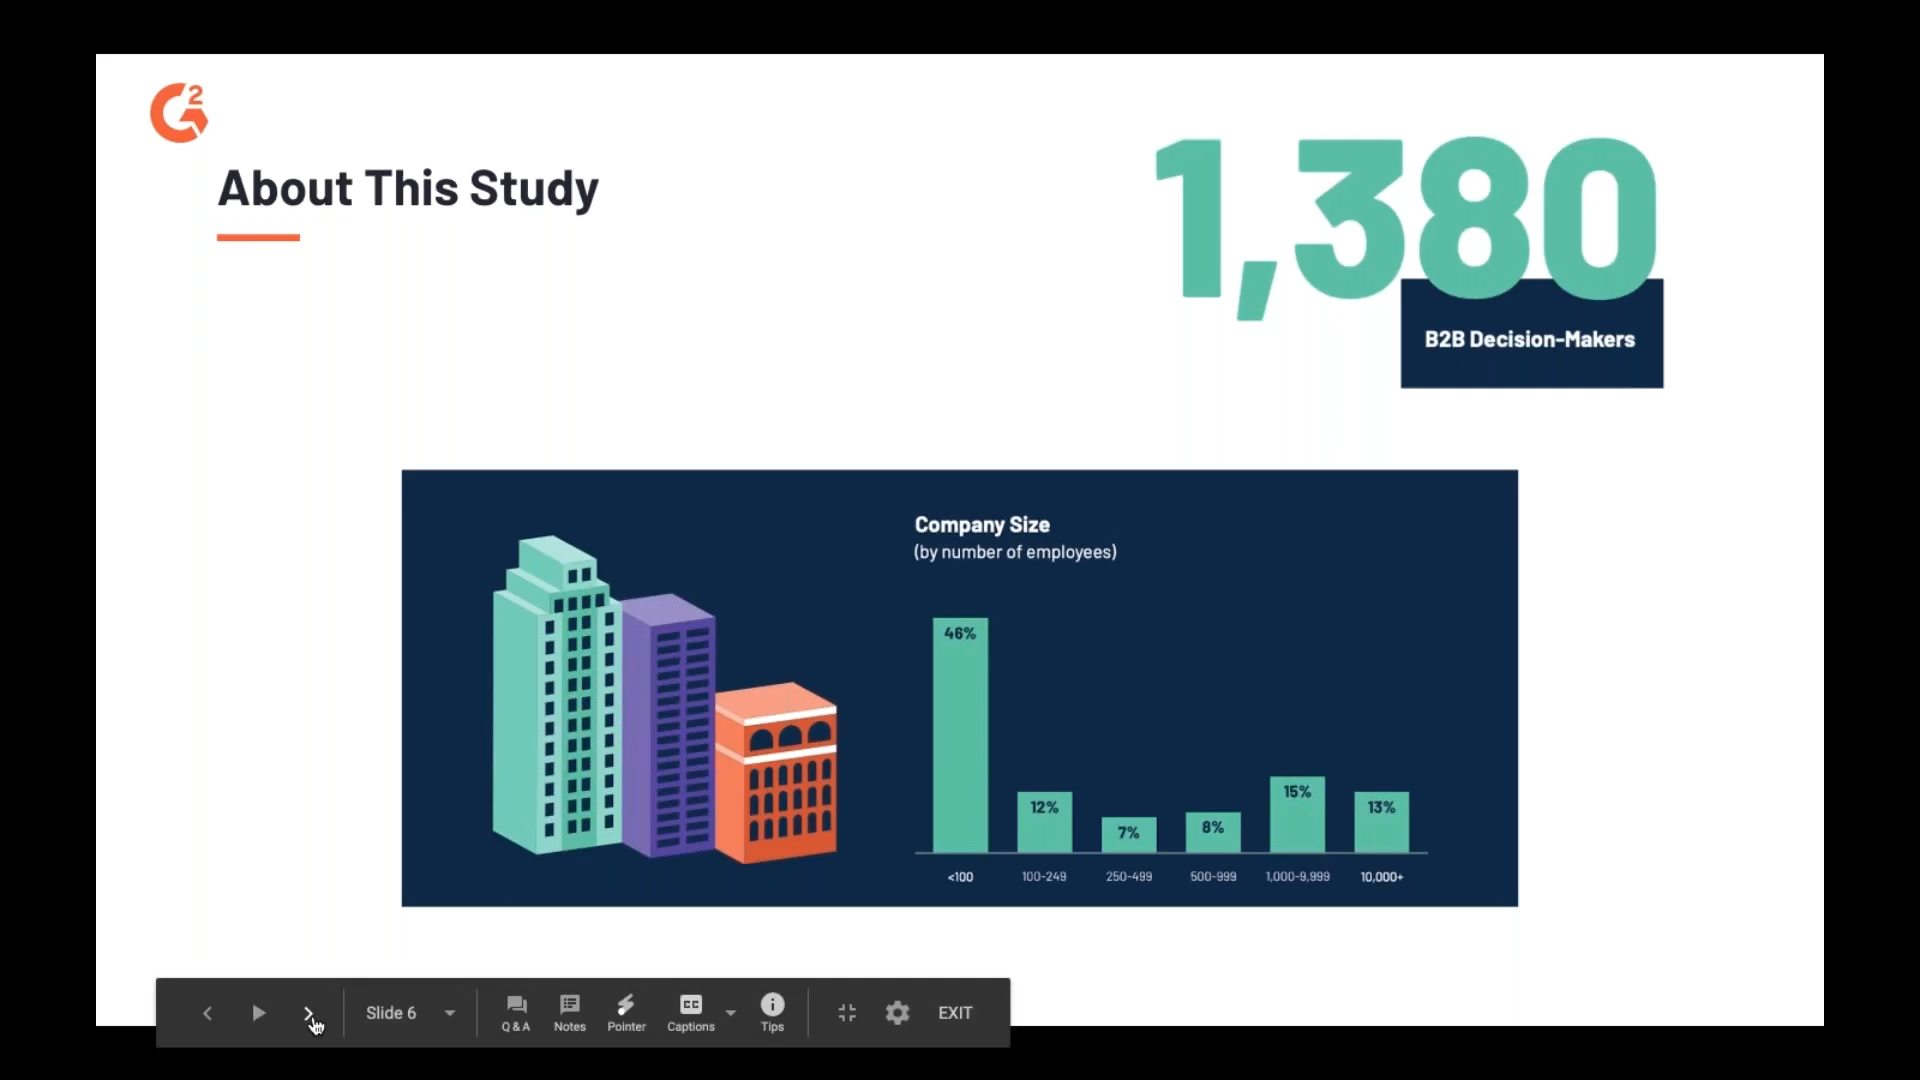 G2
About This Study
1,380
B2B Decision-Makers
Company Size
(by number of employees)
46%
12%
7%
8%
15%
13%
<100
100-249
250-499
500-999
1,000-9,999
10,000+
Slide 6
Q & A
Notes
Pointer
CC
Captions
Tips
EXIT